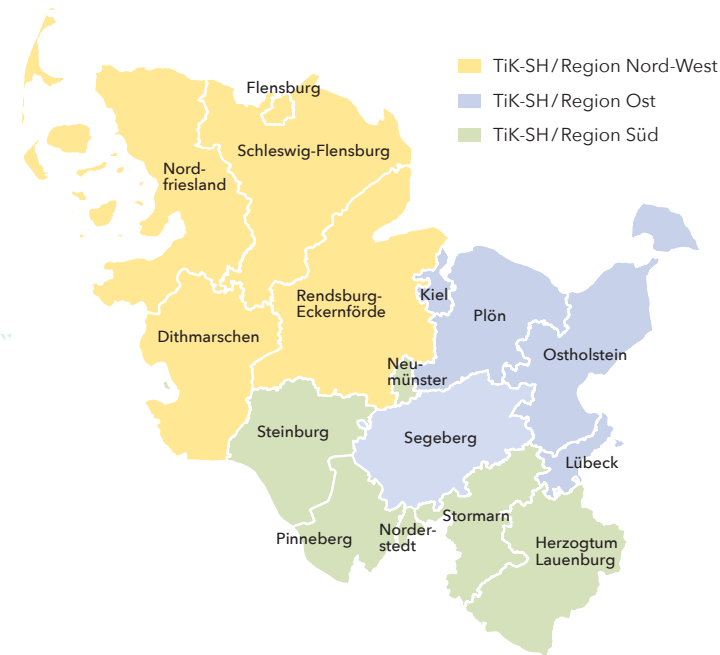 TiK-SH/Region Nord-West
TiK-SH/Region Ost
TiK-SH/Region Süd
Flensburg
Schleswig-Flensburg
Nord-
friesland
Rendsburg-
Eckernförde
Kiel
Plön
Dithmarschen
Ostholstein
Neu-
münster
Steinburg
Segeberg
Lübeck
Pinneberg
Norder-
stedt
Stormarn
Herzogtum
Lauenburg